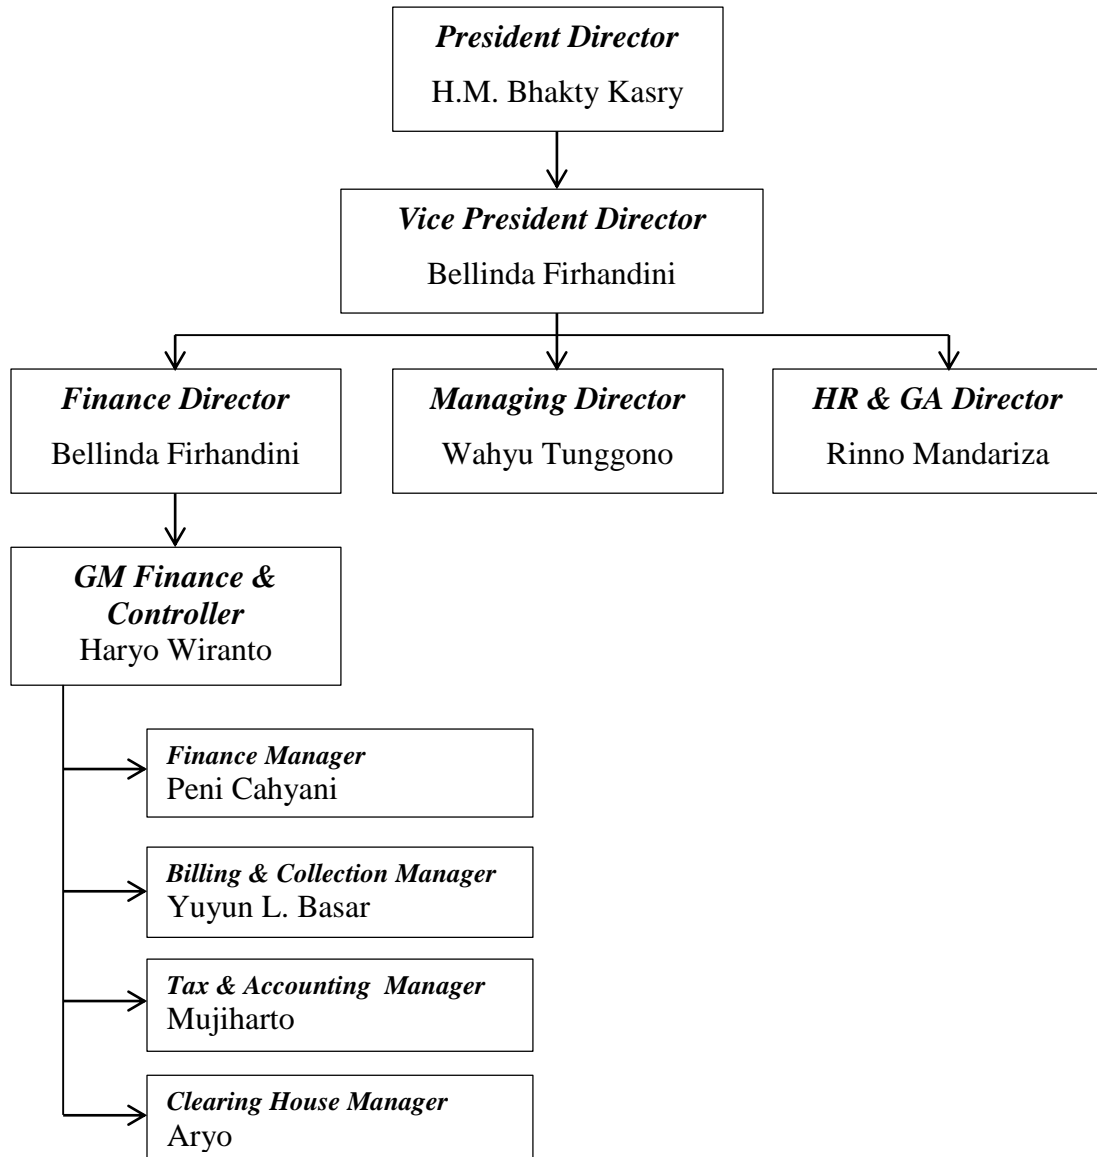 President Director
H.M. Bhakty Kasry
Vice President Director
Bellinda Firhandini
Finance Director
Bellinda Firhandini
Managing Director
Wahyu Tunggono
HR & GA Director
Rinno Mandariza
GM Finance &
Controller
Haryo Wiranto
Finance Manager
Peni Cahyani
Billing & Collection Manager
Yuyun L. Basar
Tax & Accounting Manager
Mujiharto
Clearing House Manager
Aryo